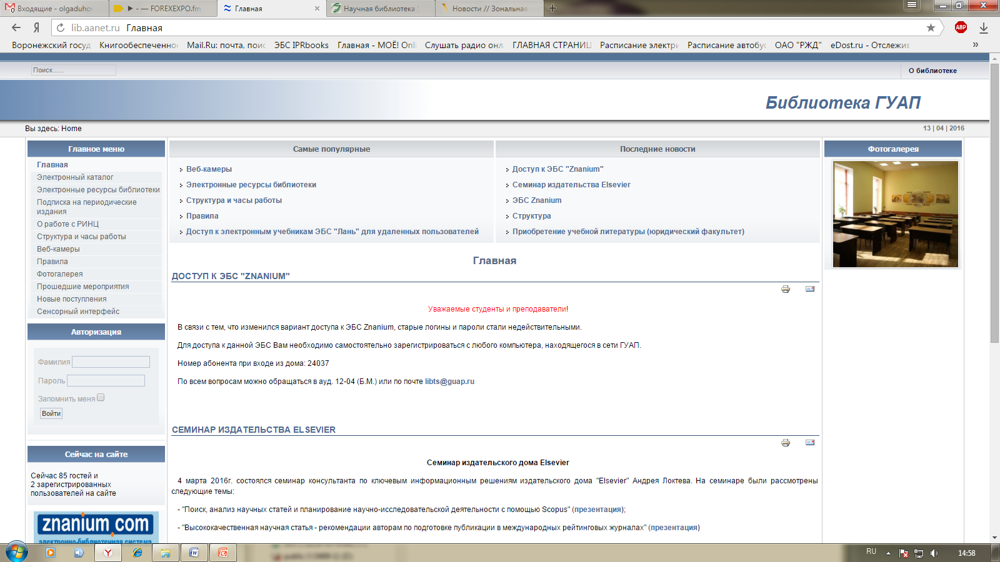 Входящие - olgaduho
► - — FOREXEXPO.fm
Главная
Научная библиотека
Новости // Зональная
Я
lib.aanet.ru Главная
ABP
Воронежский госуд
Книгообеспеченно
Mail.Ru: почта, пои
ЭБС IPRbooks
Главная - МОЁ! Onli
Слушать радио онл
ГЛАВНАЯ СТРАНИЦ
Расписание электри
Расписание автобу
ОАО "РЖД"
eDost.ru - Отслежив
»
Поиск......
О библиотеке
Библиотека ГУАП
Вы здесь: Home
13 | 04 | 2016
Главное меню
Главная
Электронный каталог
Электронные ресурсы библиотеки
Подписка на периодические
издания
О работе с РИНЦ
Структура и часы работы
Веб-камеры
Правила
Фотогалерея
Прошедшие мероприятия
Новые поступления
Сенсорный интерфейс
Авторизация
Фамилия
Пароль
Запомнить меня
Войти
Сейчас на сайте
Сейчас 85 гостей и
2 зарегистрированных
пользователей на сайте
znanium.com
электронно-библиотечная система
Самые популярные
Веб-камеры
Электронные ресурсы библиотеки
Структура и часы работы
Правила
Доступ к электронным учебникам ЭБС "Лань" для удаленных пользователей
Последние новости
Доступ к ЭБС "Znanium"
Семинар издательства Elsevier
ЭБС Znanium
Структура
Приобретение учебной литературы (юридический факультет)
Фотогалерея
Главная
ДОСТУП К ЭБС "ZNANIUM"
Уважаемые студенты и преподаватели!
В связи с тем, что изменился вариант доступа к ЭБС Znanium, старые логины и пароли стали недействительными.
Для доступа к данной ЭБС Вам необходимо самостоятельно зарегистрироваться с любого компьютера, находящегося в сети ГУАП.
Номер абонента при входе из дома: 24037
По всем вопросам можно обращаться в ауд. 12-04 (Б.М.) или по почте libts@guap.ru
СЕМИНАР ИЗДАТЕЛЬСТВА ELSEVIER
Семинар издательского дома Elsevier
4 марта 2016г. состоялся семинар консультанта по ключевым информационным решениям издательского дома "Elsevier" Андрея Локтева. На семинаре были рассмотрены
следующие темы:
- "Поиск, анализ научных статей и планирование научно-исследовательской деятельности с помощью Scopus" (презентация);
- "Высококачественная научная статья - рекомендации авторам по подготовке публикации в международных рейтинговых журналах" (презентация)
RU
14:58